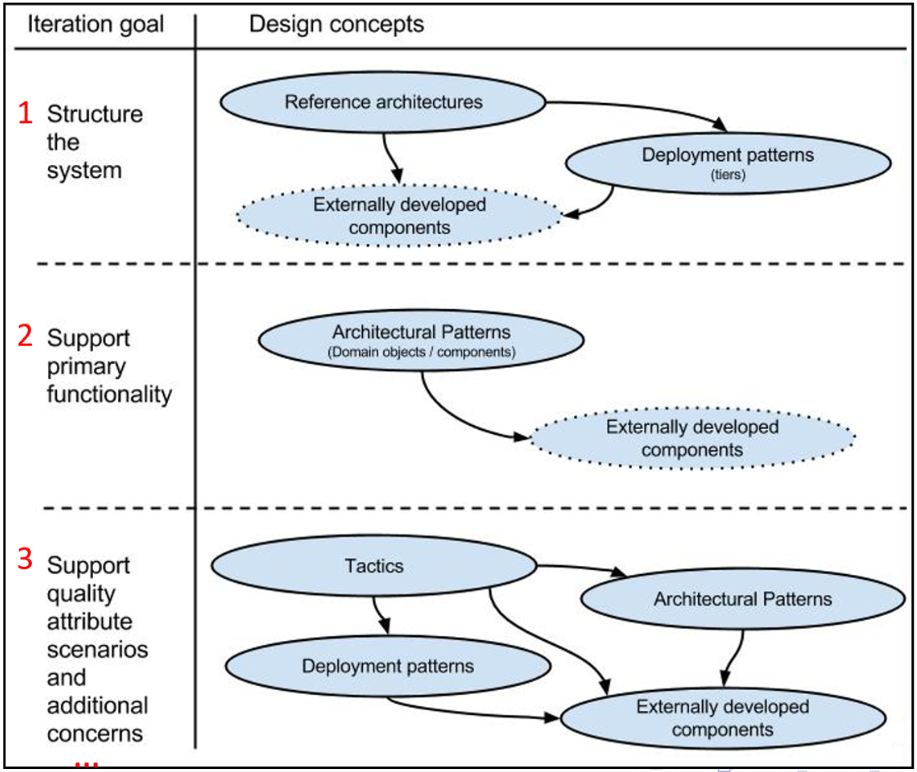 Iteration goal
Design concepts
1
Structure
the
system
Reference architectures
Deployment patterns
(tiers)
Externally developed
components
2
Support
primary
functionality
Architectural Patterns
(Domain objects / components)
Externally developed
components
3
Support
quality
attribute
scenarios
and
additional
concerns
...
Tactics
Architectural Patterns
Deployment patterns
Externally developed
components